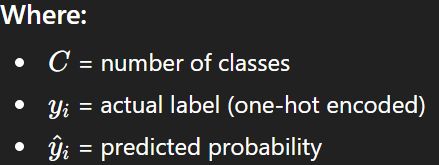 Where:
• C = number of classes
• yᵢ = actual label (one-hot encoded)
• ŷᵢ = predicted probability